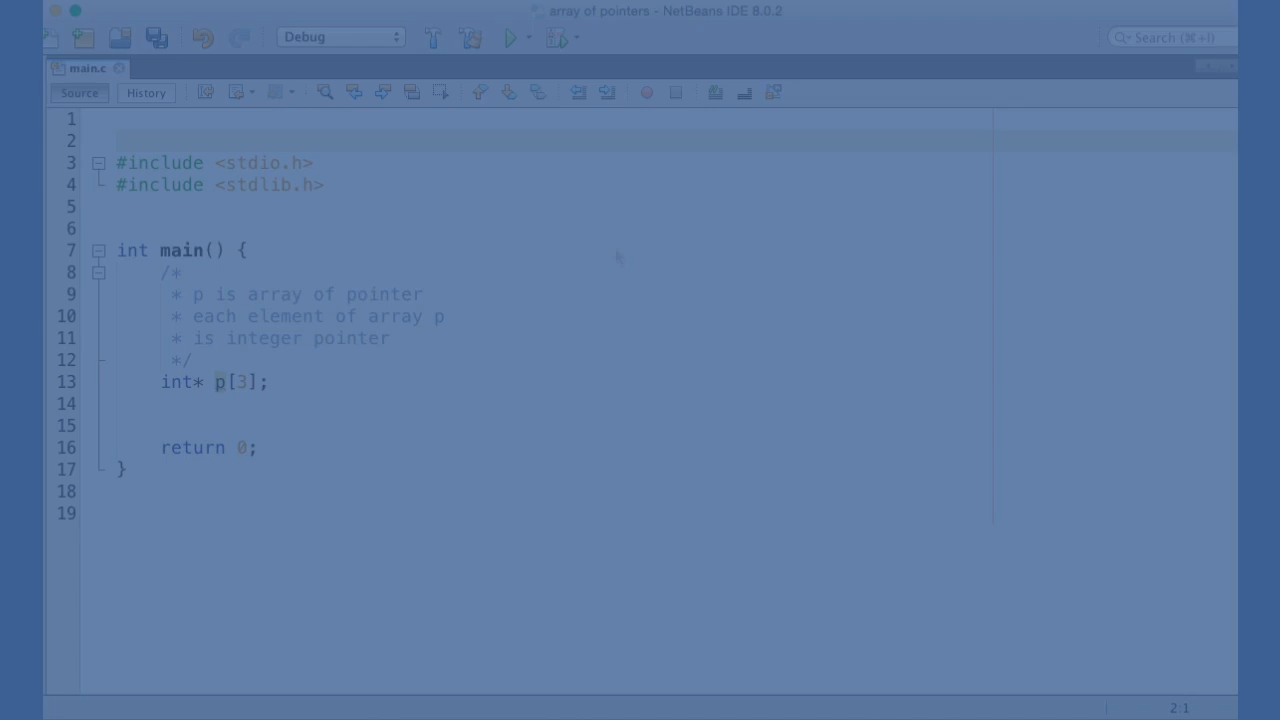 array of pointers - NetBeans IDE 8.0.2
Debug
Search (⌘+I)
main.c
Source History
1
2
3 #include <stdio.h>
4 #include <stdlib.h>
5
6
7 int main() {
8 /*
9 * p is array of pointer
10 * each element of array p
11 * is integer pointer
12 */
13 int* p[3];
14
15
16 return 0;
17 }
18
19
2:1